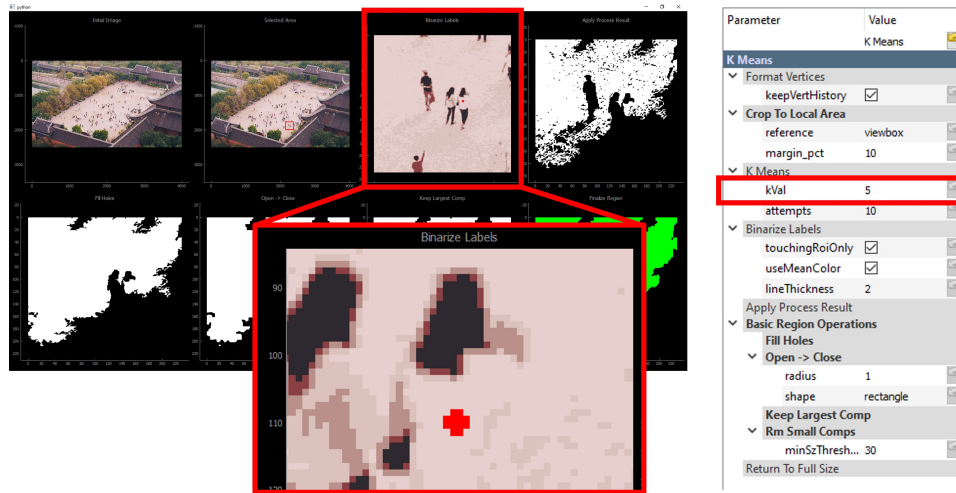 python
Initial Image
Selected Area
Binarize Labels
Apply Process Result
Fill Holes
Open -> Close
Keep Largest Comp
Finalize Region
Binarize Labels
90
100
110
120
Parameter Value
K Means
K Means
Format Vertices
keepVertHistory
Crop To Local Area
reference viewbox
margin_pct 10
K Means
kVal 5
attempts 10
Binarize Labels
touchingRoiOnly
useMeanColor
lineThickness 2
Apply Process Result
Basic Region Operations
Fill Holes
Open -> Close
radius 1
shape rectangle
Keep Largest Comp
Rm Small Comps
minSzThresh... 30
Return To Full Size